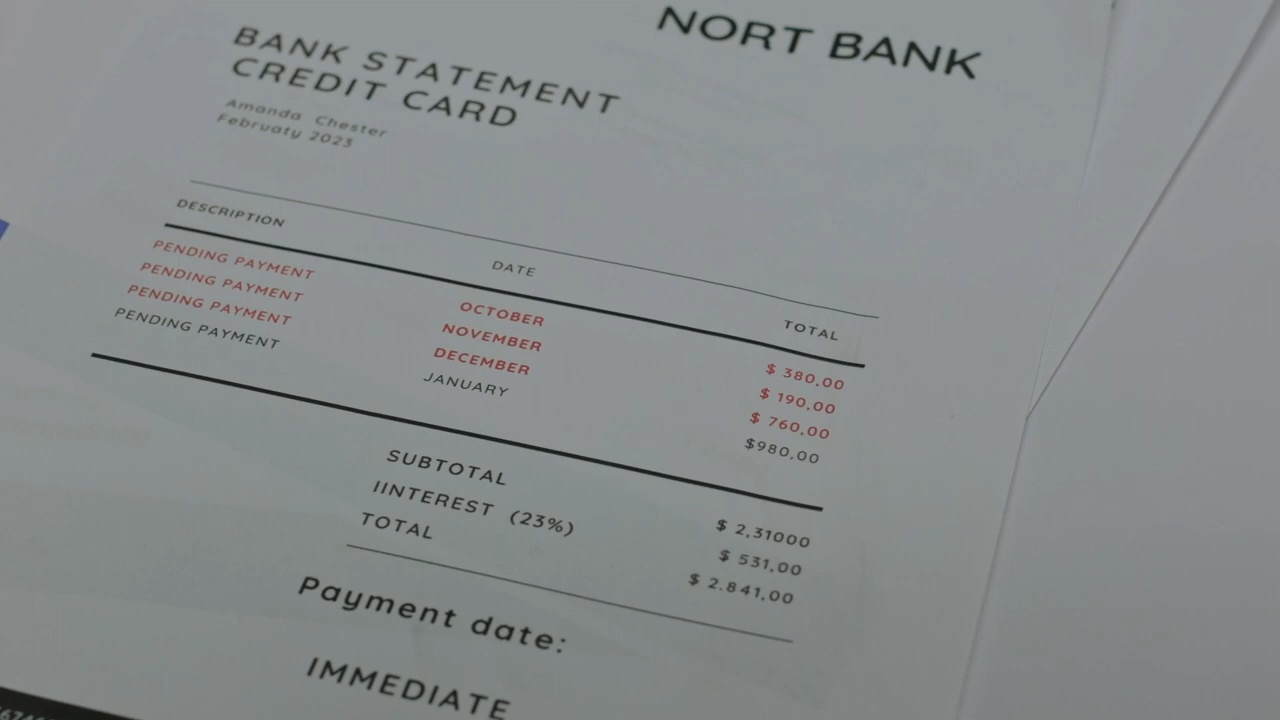 NORT BANK
BANK STATEMENT
CREDIT CARD
Amanda Chester
Februaty 2023
DESCRIPTION DATE TOTAL
PENDING PAYMENT OCTOBER $ 380,00
PENDING PAYMENT NOVEMBER $ 190,00
PENDING PAYMENT DECEMBER $ 760,00
PENDING PAYMENT JANUARY $980,00
SUBTOTAL $ 2,31000
IINTEREST (23%) $ 531,00
TOTAL $ 2.841,00
Payment date:
IMMEDIATE